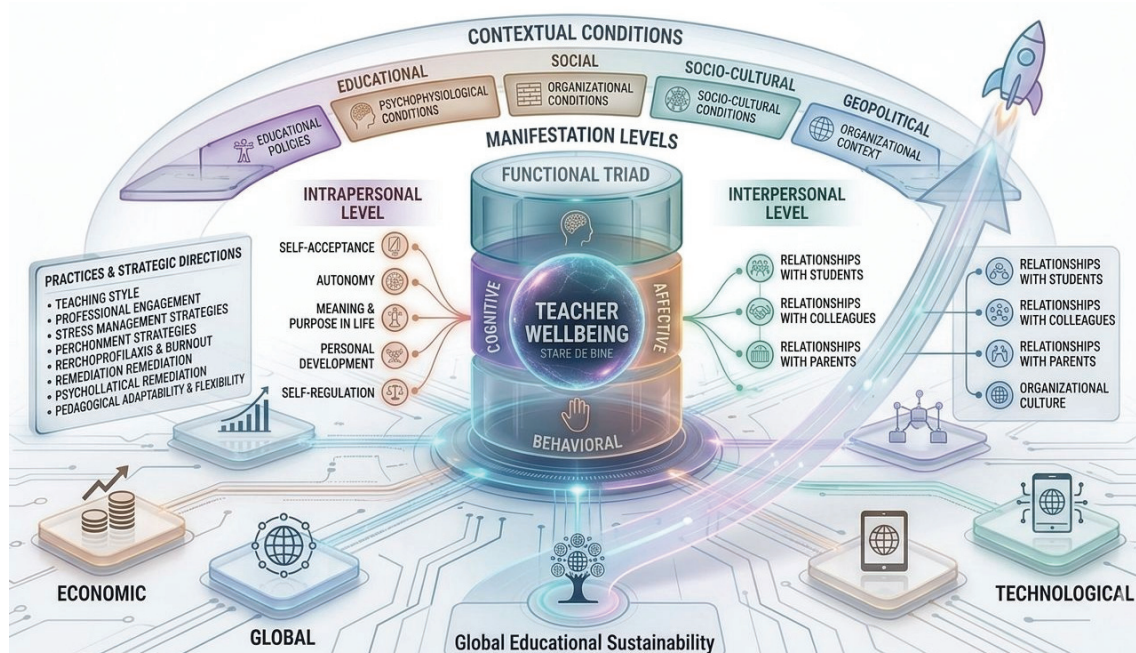 CONTEXTUAL CONDITIONS
EDUCATIONAL
SOCIAL
SOCIO-CULTURAL
GEOPOLITICAL
EDUCATIONAL
POLICIES
PSYCHOPHYSIOLOGICAL
CONDITIONS
ORGANIZATIONAL
CONDITIONS
SOCIO-CULTURAL
CONDITIONS
ORGANIZATIONAL
CONTEXT
MANIFESTATION LEVELS
FUNCTIONAL TRIAD
INTRAPERSONAL
LEVEL
SELF-ACCEPTANCE
AUTONOMY
MEANING &
PURPOSE IN LIFE
PERSONAL
DEVELOPMENT
SELF-REGULATION
COGNITIVE
TEACHER
WELLBEING
STARE DE BINE
AFFECTIVE
BEHAVIORAL
INTERPERSONAL
LEVEL
RELATIONSHIPS
WITH STUDENTS
RELATIONSHIPS
WITH COLLEAGUES
RELATIONSHIPS
WITH PARENTS
PRACTICES & STRATEGIC DIRECTIONS
• TEACHING STYLE
• PROFESSIONAL ENGAGEMENT
• STRESS MANAGEMENT STRATEGIES
• PERCHONMENT STRATEGIES
• PERCHOPROFILAXIS & BURNOUT
• REMEDIATION REMEDIATION
• PSYCHOLLATICAL REMEDIATION
• PEDAGOGICAL ADAPTABILITY & FLEXIBILITY
RELATIONSHIPS
WITH STUDENTS
RELATIONSHIPS
WITH COLLEAGUES
RELATIONSHIPS
WITH PARENTS
ORGANIZATIONAL
CULTURE
ECONOMIC
GLOBAL
Global Educational Sustainability
TECHNOLOGICAL